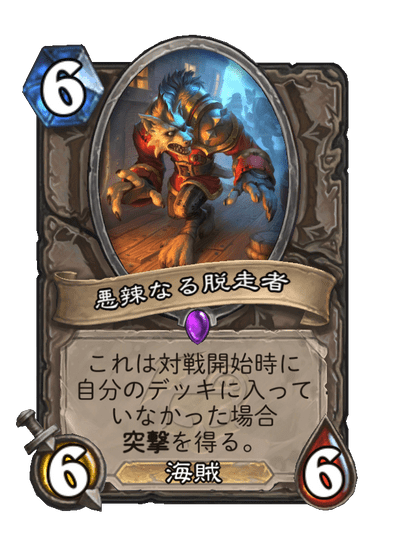 6
悪辣なる脱走者
これは対戦開始時に
自分のデッキに入って
いなかった場合
突撃を得る。
6
海賊
6